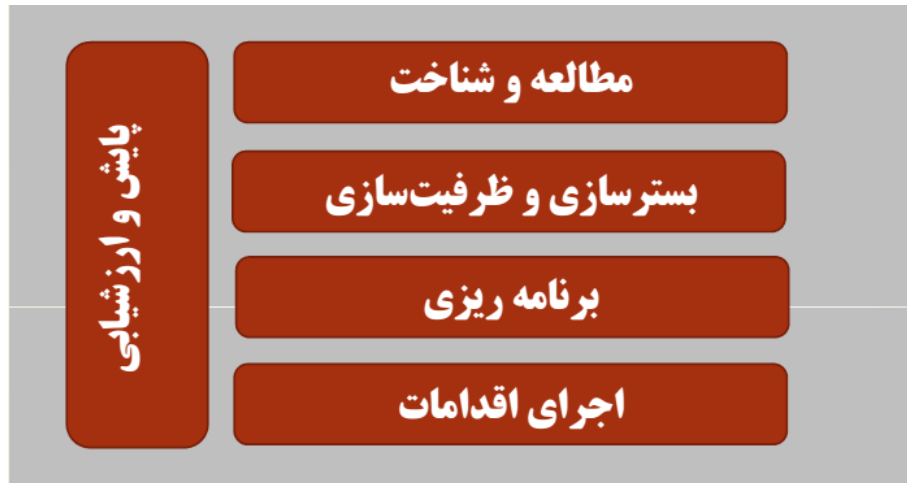 مطالعه و شناخت
بسترسازی و ظرفیت‌سازی
برنامه ریزی
اجرای اقدامات
پایش و ارزشیابی